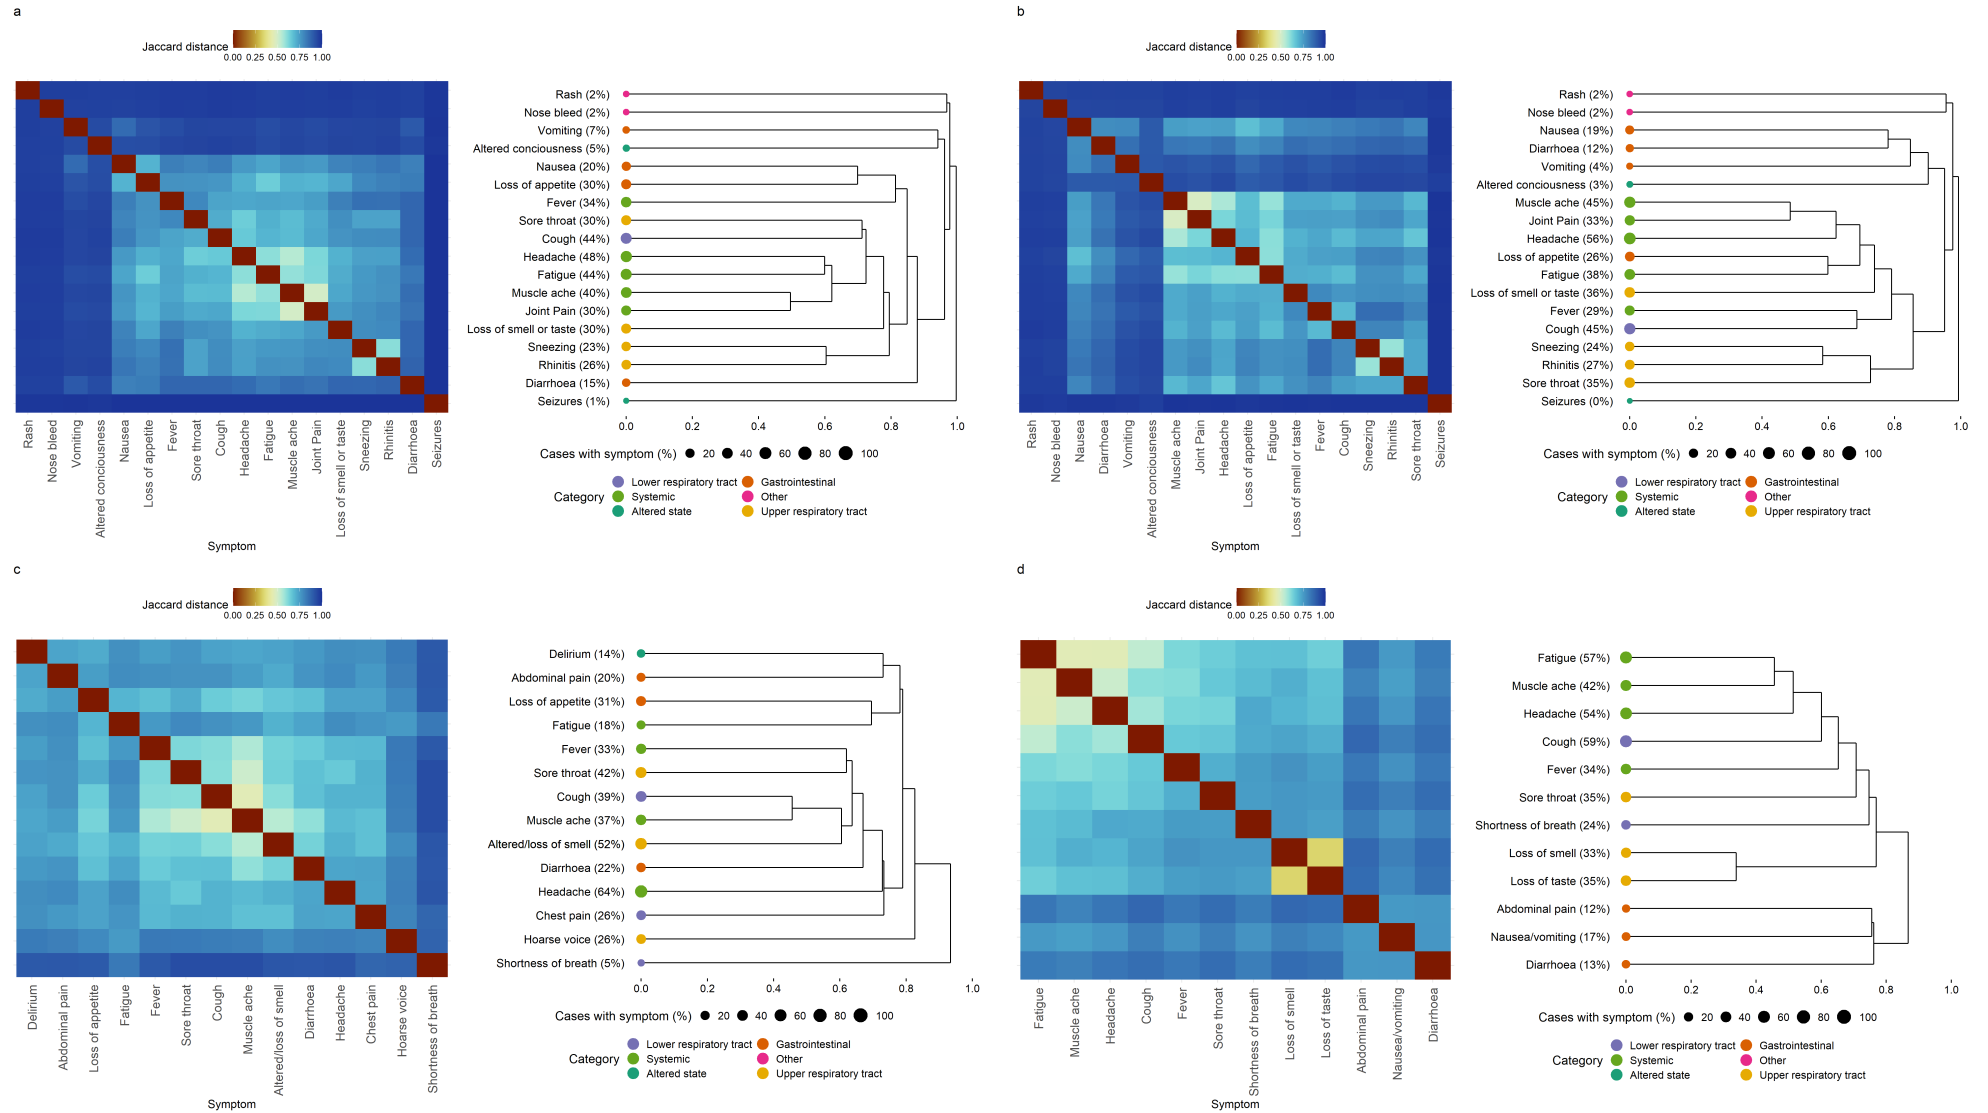 a
Jaccard distance
0.00 0.25 0.50 0.75 1.00
Rash (2%)
Nose bleed (2%)
Vomiting (7%)
Altered conciousness (5%)
Nausea (20%)
Loss of appetite (30%)
Fever (34%)
Sore throat (30%)
Cough (44%)
Headache (48%)
Fatigue (44%)
Muscle ache (40%)
Joint Pain (30%)
Loss of smell or taste (30%)
Sneezing (23%)
Rhinitis (26%)
Diarrhoea (15%)
Seizures (1%)
0.0 0.2 0.4 0.6 0.8 1.0
Rash
Nose bleed
Vomiting
Altered conciousness
Nausea
Loss of appetite
Fever
Sore throat
Cough
Headache
Fatigue
Muscle ache
Joint Pain
Loss of smell or taste
Sneezing
Rhinitis
Diarrhoea
Seizures
Symptom
Cases with symptom (%) 20 40 60 80 100
Category
Lower respiratory tract Gastrointestinal
Systemic Other
Altered state Upper respiratory tract
b
Jaccard distance
0.00 0.25 0.50 0.75 1.00
Rash (2%)
Nose bleed (2%)
Nausea (19%)
Diarrhoea (12%)
Vomiting (4%)
Altered conciousness (3%)
Muscle ache (45%)
Joint Pain (33%)
Headache (56%)
Loss of appetite (26%)
Fatigue (38%)
Loss of smell or taste (36%)
Fever (29%)
Cough (45%)
Sneezing (24%)
Rhinitis (27%)
Sore throat (35%)
Seizures (0%)
0.0 0.2 0.4 0.6 0.8 1.0
Rash
Nose bleed
Nausea
Diarrhoea
Vomiting
Altered conciousness
Muscle ache
Joint Pain
Headache
Loss of appetite
Fatigue
Loss of smell or taste
Fever
Cough
Sneezing
Rhinitis
Sore throat
Seizures
Symptom
Cases with symptom (%) 20 40 60 80 100
Category
Lower respiratory tract Gastrointestinal
Systemic Other
Altered state Upper respiratory tract
c
Jaccard distance
0.00 0.25 0.50 0.75 1.00
Delirium (14%)
Abdominal pain (20%)
Loss of appetite (31%)
Fatigue (18%)
Fever (33%)
Sore throat (42%)
Cough (39%)
Muscle ache (37%)
Altered/loss of smell (52%)
Diarrhoea (22%)
Headache (64%)
Chest pain (26%)
Hoarse voice (26%)
Shortness of breath (5%)
0.0 0.2 0.4 0.6 0.8 1.0
Delirium
Abdominal pain
Loss of appetite
Fatigue
Fever
Sore throat
Cough
Muscle ache
Altered/loss of smell
Diarrhoea
Headache
Chest pain
Hoarse voice
Shortness of breath
Symptom
Cases with symptom (%) 20 40 60 80 100
Category
Lower respiratory tract Gastrointestinal
Systemic Other
Altered state Upper respiratory tract
d
Jaccard distance
0.00 0.25 0.50 0.75 1.00
Fatigue (57%)
Muscle ache (42%)
Headache (54%)
Cough (59%)
Fever (34%)
Sore throat (35%)
Shortness of breath (24%)
Loss of smell (33%)
Loss of taste (35%)
Abdominal pain (12%)
Nausea/vomiting (17%)
Diarrhoea (13%)
0.0 0.2 0.4 0.6 0.8 1.0
Fatigue
Muscle ache
Headache
Cough
Fever
Sore throat
Shortness of breath
Loss of smell
Loss of taste
Abdominal pain
Nausea/vomiting
Diarrhoea
Symptom
Cases with symptom (%) 20 40 60 80 100
Category
Lower respiratory tract Gastrointestinal
Systemic Other
Altered state Upper respiratory tract